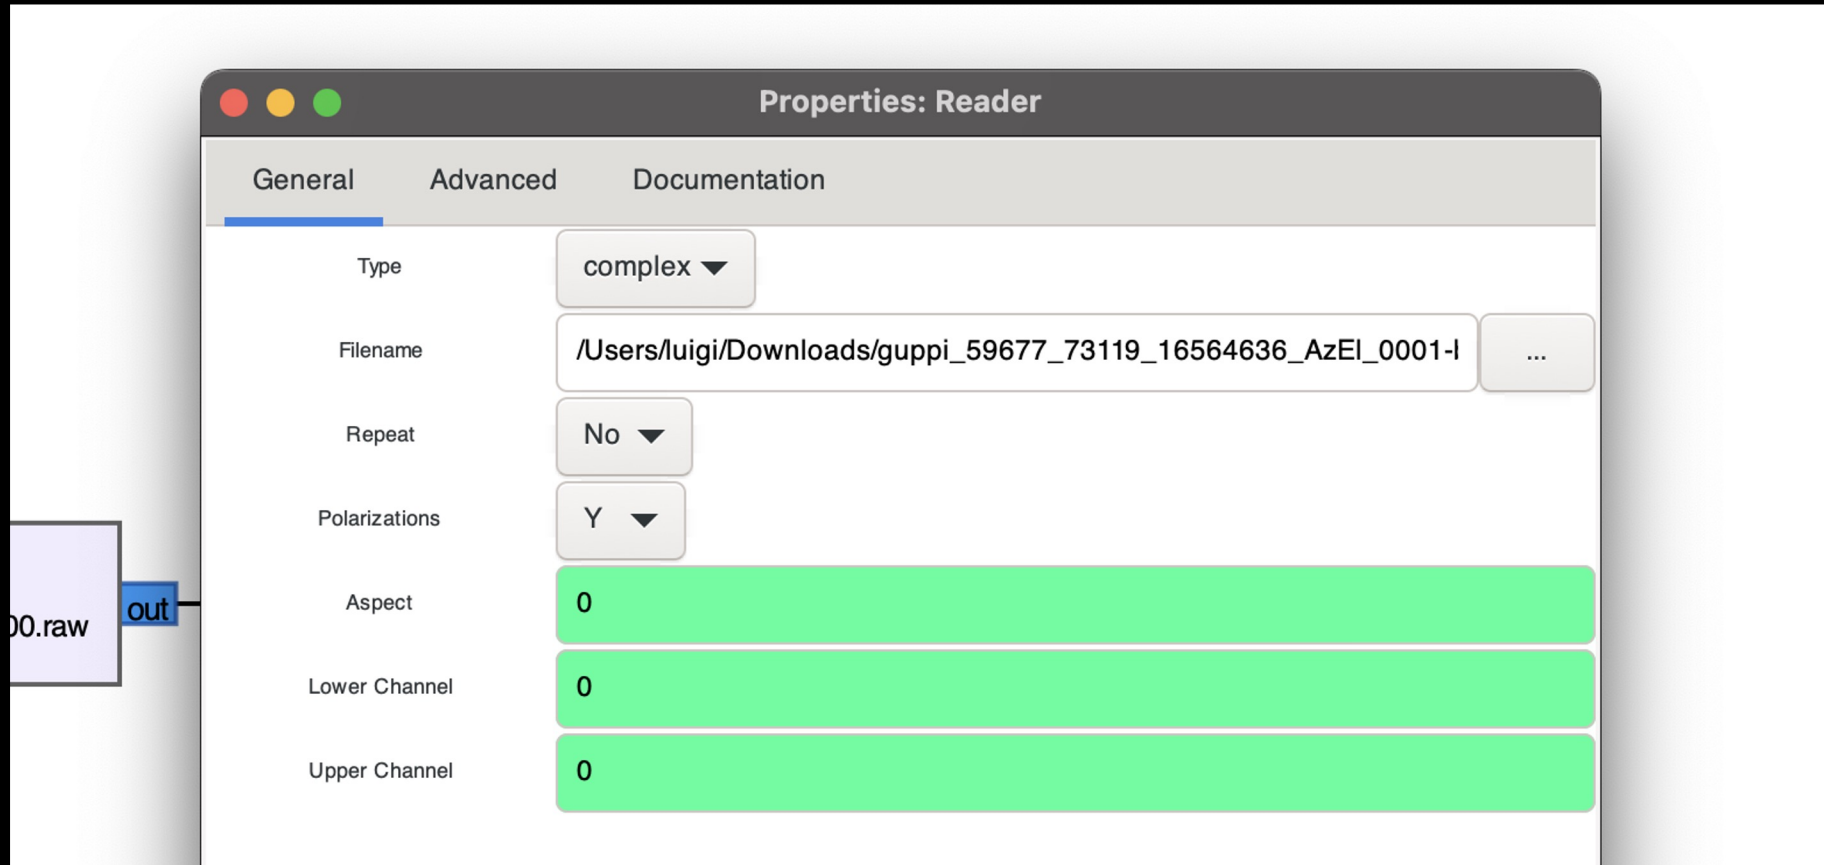 Properties: Reader
General Advanced Documentation
Type complex
Filename /Users/luigi/Downloads/guppi_59677_73119_16564636_AzEl_0001- ...
Repeat No
Polarizations Y
Aspect 0
out
00.raw
Lower Channel 0
Upper Channel 0